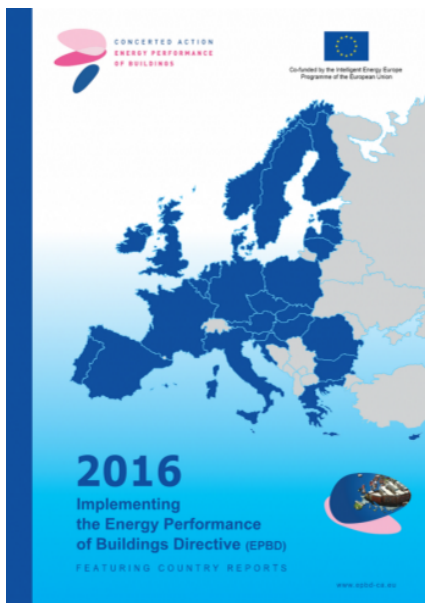 CONCERTED ACTION
ENERGY PERFORMANCE
OF BUILDINGS
Co-funded by the Intelligent Energy Europe
Programme of the European Union
2016
Implementing
the Energy Performance
of Buildings Directive (EPBD)
FEATURING COUNTRY REPORTS
www.epbd-ca.eu